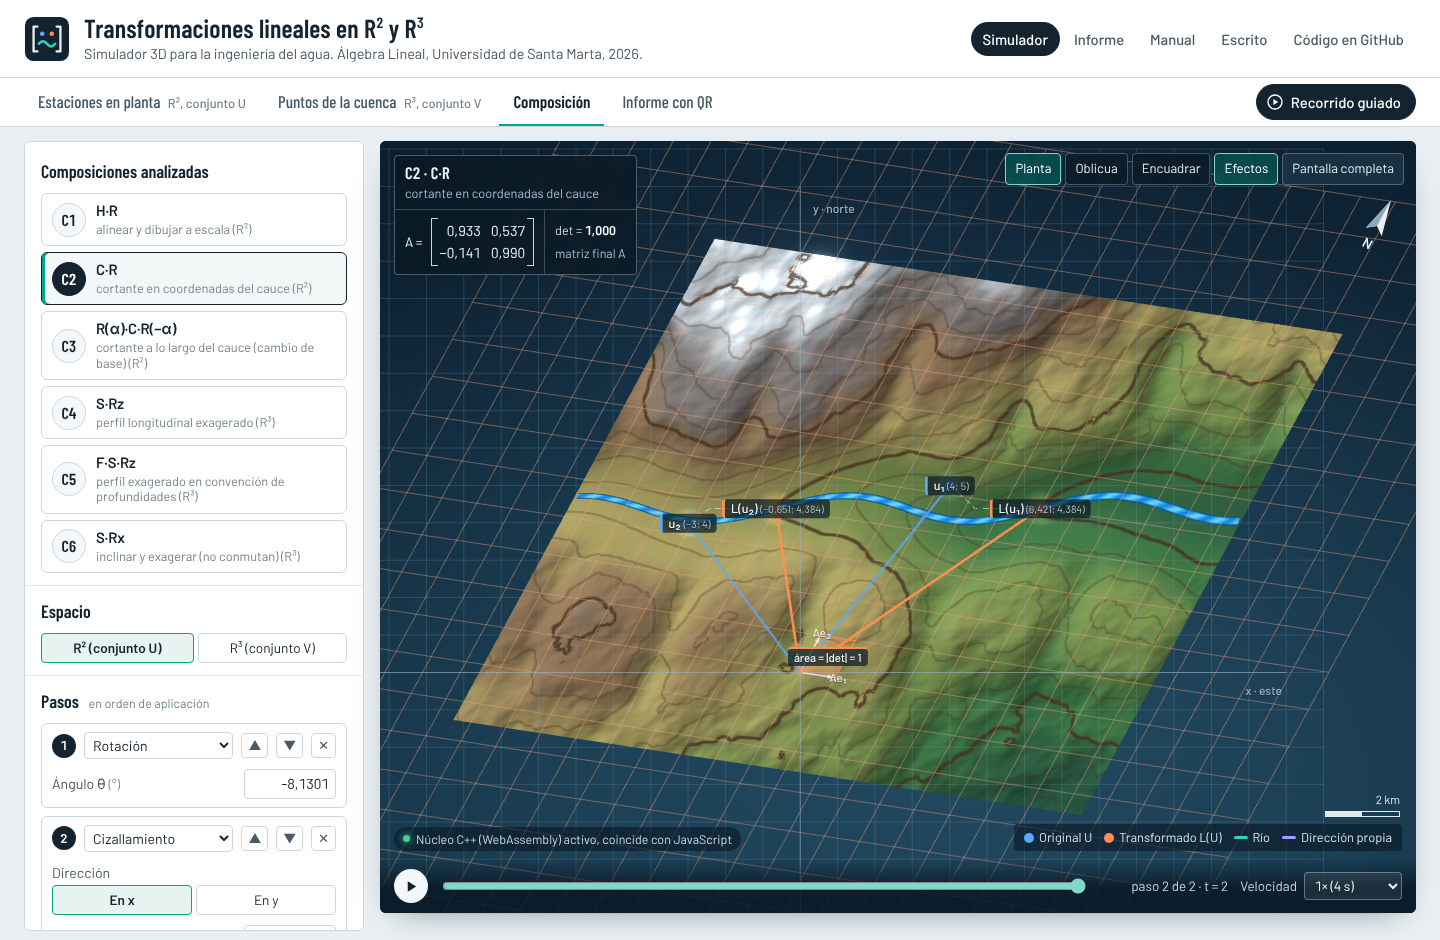 Transformaciones lineales en R² y R³
Simulador 3D para la ingeniería del agua. Álgebra Lineal, Universidad de Santa Marta, 2026.
Simulador Informe Manual Escrito Código en GitHub
Estaciones en planta R², conjunto U Puntos de la cuenca R³, conjunto V Composición Informe con QR
Recorrido guiado
Composiciones analizadas
C1 H·R
alinear y dibujar a escala (R²)
C2 C·R
cortante en coordenadas del cauce (R²)
C3 R(α)·C·R(−α)
cortante a lo largo del cauce (cambio de
base) (R²)
C4 S·Rz
perfil longitudinal exagerado (R³)
C5 F·S·Rz
perfil exagerado en convención de
profundidades (R³)
C6 S·Rx
inclinar y exagerar (no conmutan) (R³)
Espacio
R² (conjunto U) R³ (conjunto V)
Pasos en orden de aplicación
1 Rotación ▲ ▼ ×
Ángulo θ (°) -8,1301
2 Cizallamiento ▲ ▼ ×
Dirección
En x En y
C2 · C·R
cortante en coordenadas del cauce
A = 0,933 0,537
−0,141 0,990
det = 1,000
matriz final A
Planta Oblicua Encuadrar Efectos Pantalla completa
y · norte
N
u₁ (4; 5)
L(u₂) (−0,651; 4,384)
L(u₁) (6,421; 4,384)
u₂ (−3; 4)
Ae₂
área = |det| = 1
Ae₁
x · este
2 km
Núcleo C++ (WebAssembly) activo, coincide con JavaScript
Original U Transformado L(U) Río Dirección propia
paso 2 de 2 · t = 2 Velocidad 1× (4 s)